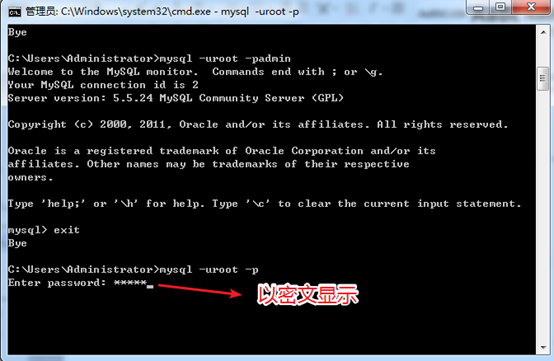 管理员: C:\Windows\system32\cmd.exe - mysql -uroot -p
Bye
C:\Users\Administrator>mysql -uroot -padmin
Welcome to the MySQL monitor.  Commands end with ; or \g.
Your MySQL connection id is 2
Server version: 5.5.24 MySQL Community Server (GPL)
Copyright (c) 2000, 2011, Oracle and/or its affiliates. All rights reserved.
Oracle is a registered trademark of Oracle Corporation and/or its
affiliates. Other names may be trademarks of their respective
owners.
Type 'help;' or '\h' for help. Type '\c' to clear the current input statement.
mysql> exit
Bye
C:\Users\Administrator>mysql -uroot -p
Enter password: *****_
以密文显示